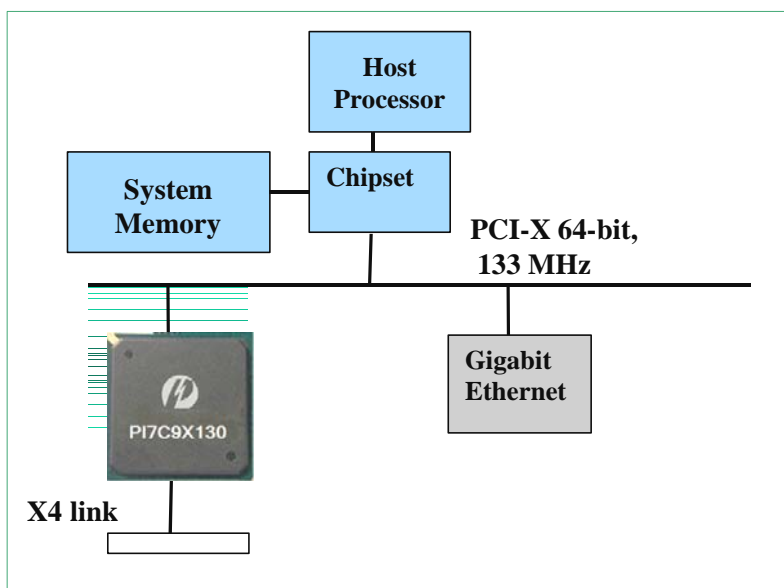 Host
Processor
System
Memory
Chipset
PCI-X 64-bit,
133 MHz
PI7C9X130
Gigabit
Ethernet
X4 link